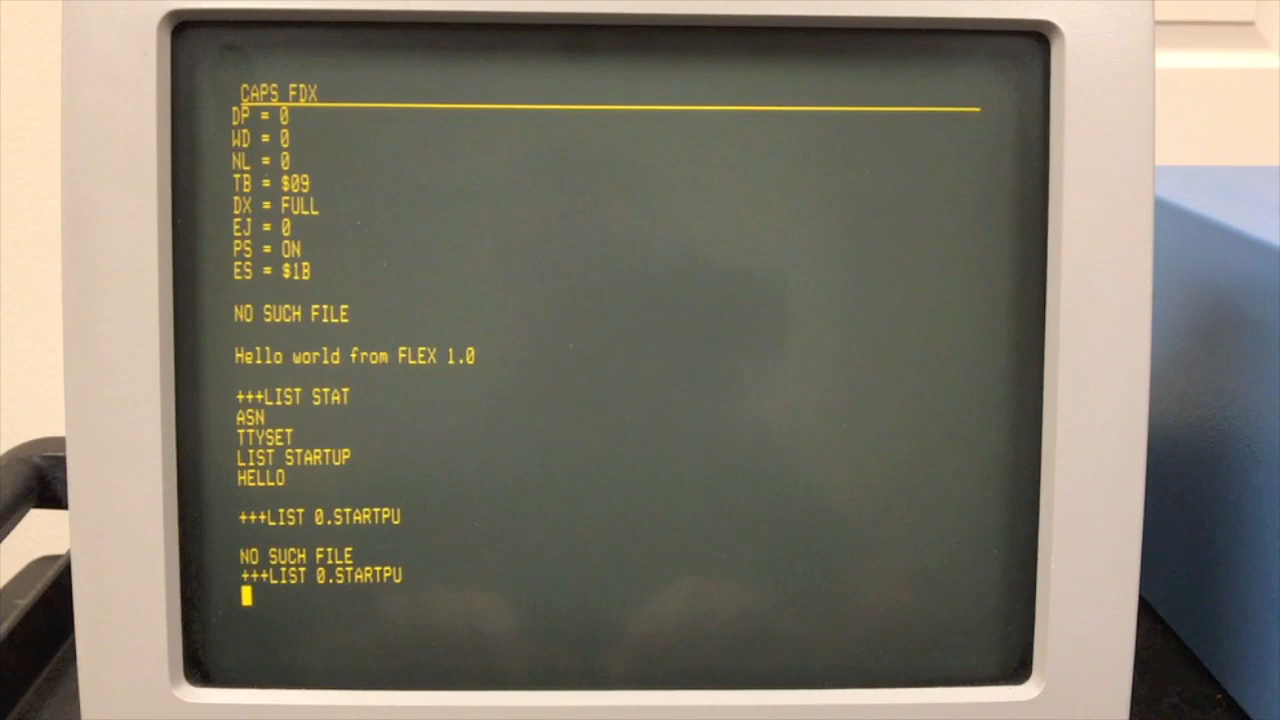 CAPS FDX
DP = 0
WD = 0
NL = 0
TB = $09
DX = FULL
EJ = 0
PS = ON
ES = $1B
NO SUCH FILE
Hello world from FLEX 1.0
+++LIST STAT
ASN
TTYSET
LIST STARTUP
HELLO
+++LIST 0.STARTPU
NO SUCH FILE
+++LIST 0.STARTPU